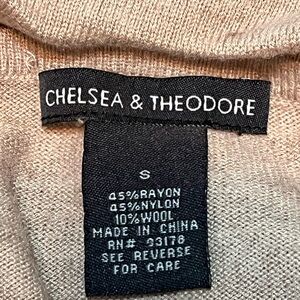 CHELSEA & THEODORE
S
45%RAYON
45%NYLON
10%WOOL
MADE IN CHINA
RN# 93178
SEE REVERSE
FOR CARE